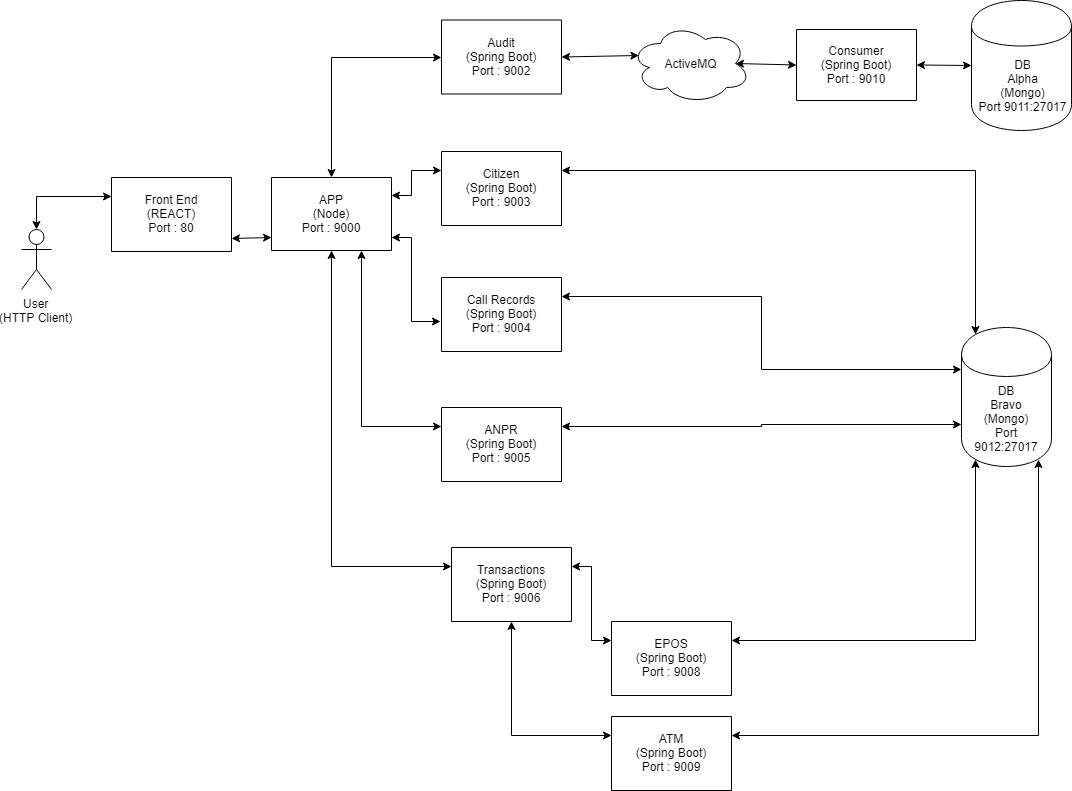 Audit
(Spring Boot)
Port : 9002
ActiveMQ
Consumer
(Spring Boot)
Port : 9010
DB
Alpha
(Mongo)
Port 9011:27017
Citizen
(Spring Boot)
Port : 9003
Front End
(REACT)
Port : 80
APP
(Node)
Port : 9000
User
(HTTP Client)
Call Records
(Spring Boot)
Port : 9004
DB
Bravo
(Mongo)
Port
9012:27017
ANPR
(Spring Boot)
Port : 9005
Transactions
(Spring Boot)
Port : 9006
EPOS
(Spring Boot)
Port : 9008
ATM
(Spring Boot)
Port : 9009